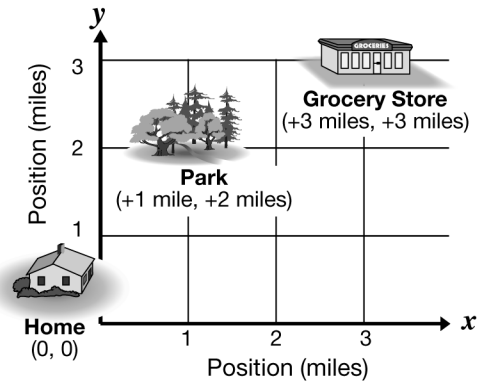 y
3
GROCERIES
Grocery Store
(+3 miles, +3 miles)
Position (miles)
2
Park
(+1 mile, +2 miles)
1
Home
(0, 0)
1 2 3
x
Position (miles)